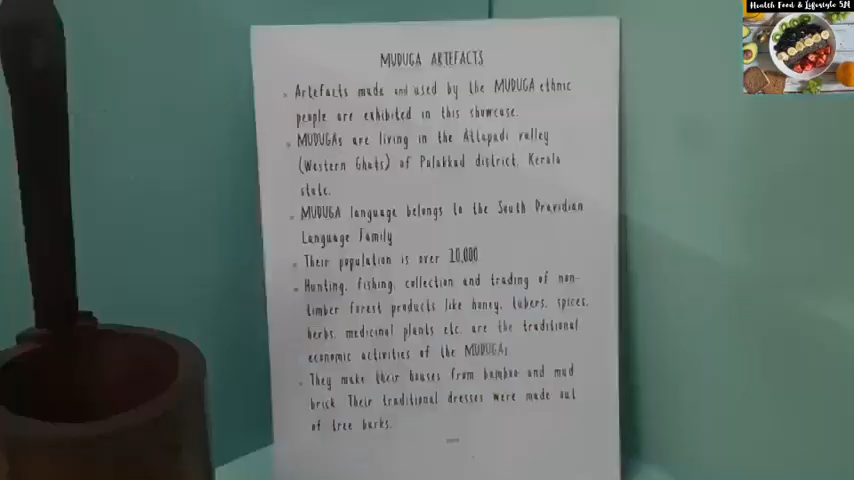 Health Food & Lifestyle SM
MUDUGA ARTEFACTS
Artefacts made and used by the MUDUGA ethnic
people are exhibited in this showcase.
MUDUGAs are living in the Attapadi valley
(Western Ghats) of Palakkad district, Kerala
state.
MUDUGA language belongs to the South Dravidian
Language Family
Their population is over 10,000
Hunting, fishing, collection and trading of non-
timber forest products like honey, tubers, spices,
herbs, medicinal plants etc. are the traditional
economic activities of the MUDUGAs
They make their houses from bamboo and mud
brick. Their traditional dresses were made out
of tree barks.